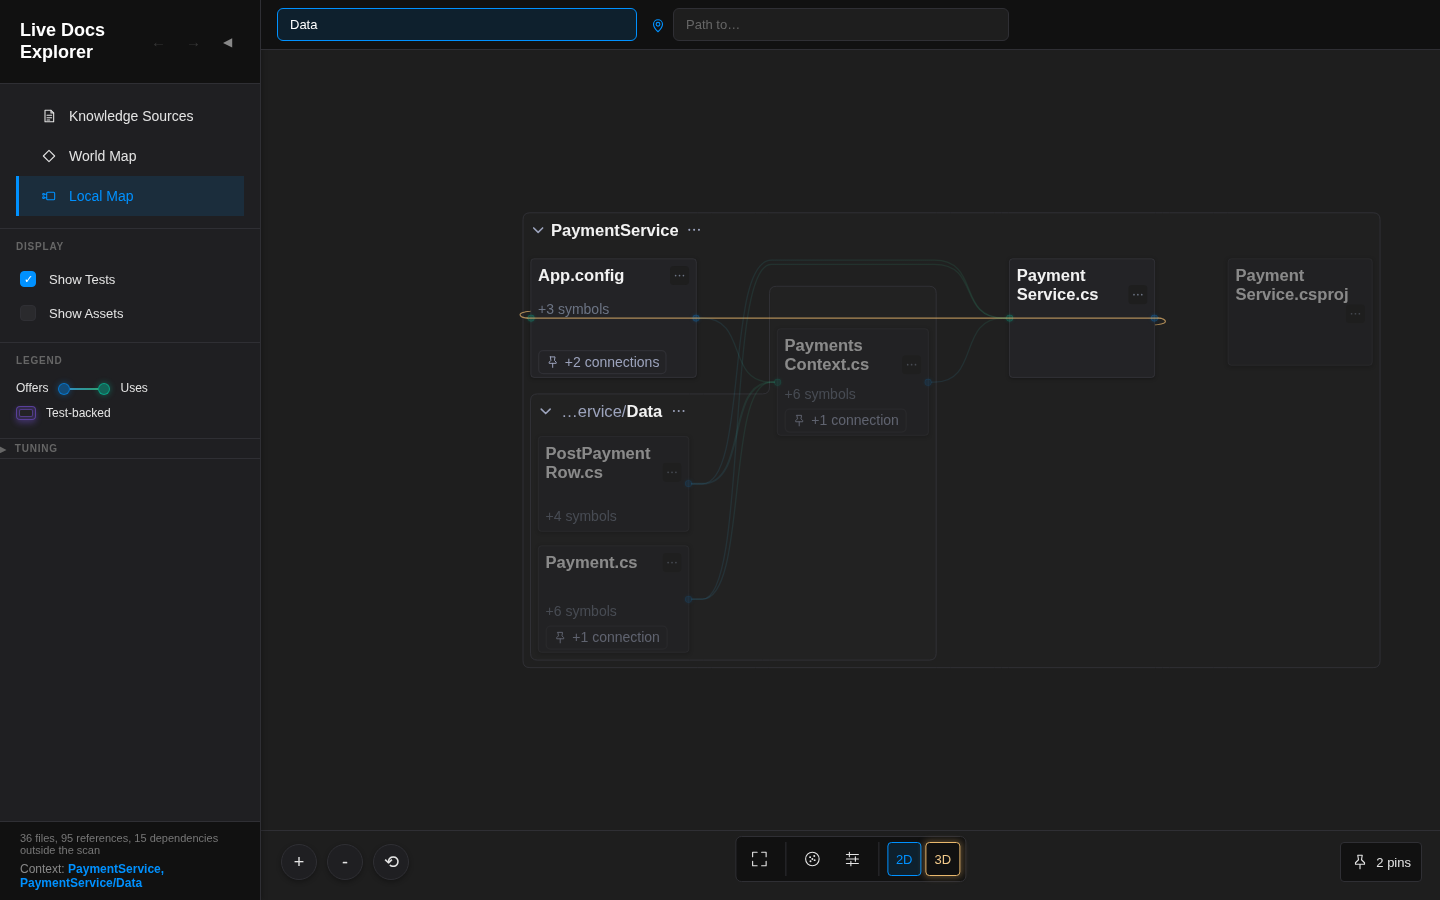 Live Docs
Explorer
← → ◀
Data
Path to…
Knowledge Sources
World Map
Local Map
DISPLAY
✓ Show Tests
Show Assets
LEGEND
Offers Uses
Test-backed
▶ TUNING
PaymentService ···
App.config ···
+3 symbols
+2 connections
Payment
Service.cs ···
Payment
Service.csproj
···
Payments
Context.cs ···
+6 symbols
+1 connection
…ervice/Data ···
PostPayment
Row.cs ···
+4 symbols
Payment.cs ···
+6 symbols
+1 connection
36 files, 95 references, 15 dependencies
outside the scan
Context: PaymentService,
PaymentService/Data
+ - ⟲
2D 3D
2 pins